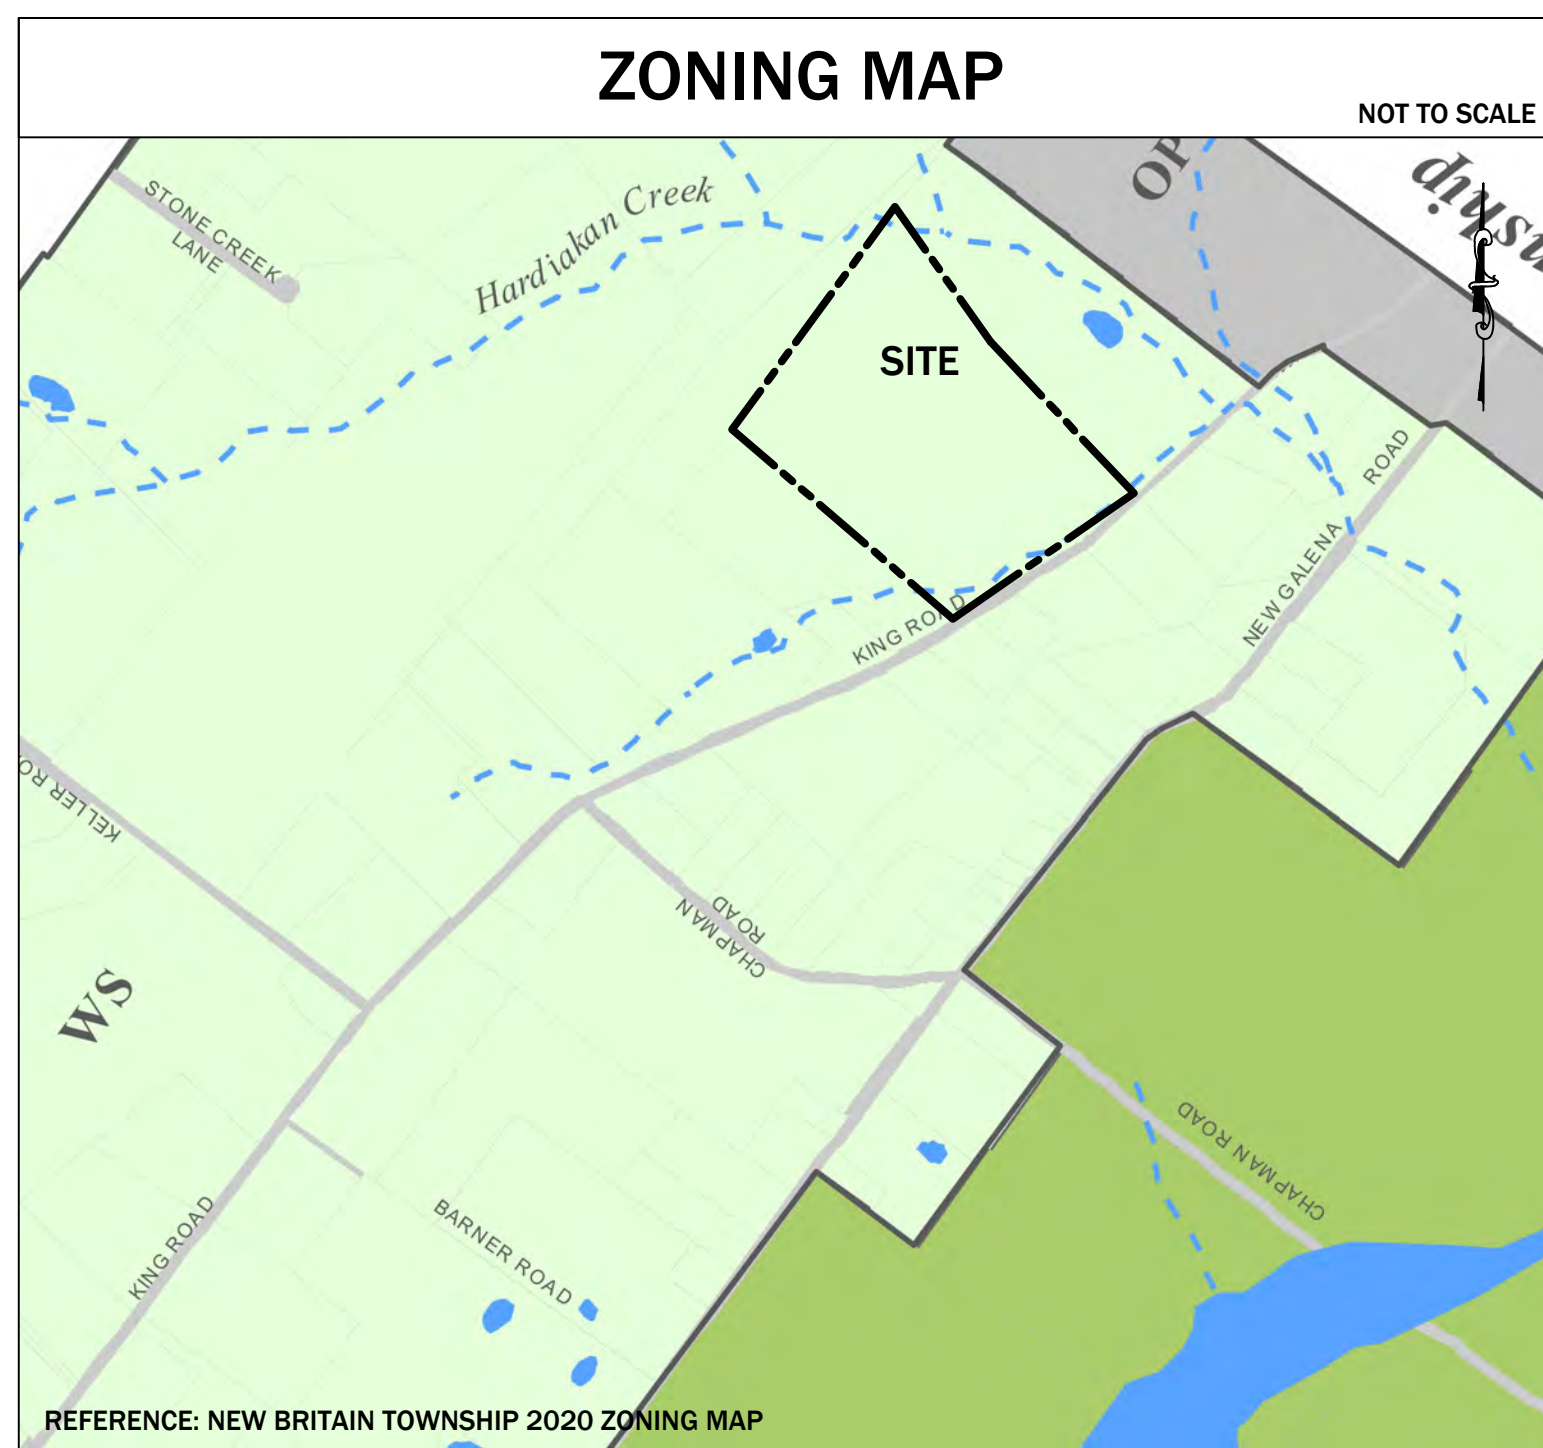 ZONING MAP
NOT TO SCALE
OP
STONE CREEK
LANE
Hardiakan Creek
SITE
ROAD
NEW GALENA
KING ROAD
KELLER RO
CHAPMAN
ROAD
WS
CHAPMAN ROAD
KING ROAD
BARNER ROAD
REFERENCE: NEW BRITAIN TOWNSHIP 2020 ZONING MAP